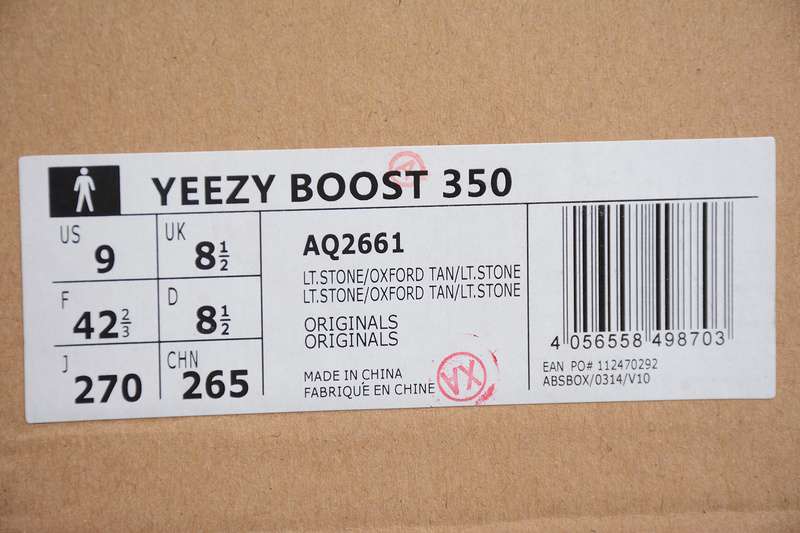 YEEZY BOOST 350
US 9
UK 8½
F 42⅔
D 8½
J 270
CHN 265
AQ2661
LT.STONE/OXFORD TAN/LT.STONE
LT.STONE/OXFORD TAN/LT.STONE
ORIGINALS
ORIGINALS
MADE IN CHINA
FABRIQUE EN CHINE
XA
4 056558 498703
EAN PO# 112470292
ABSBOX/0314/V10